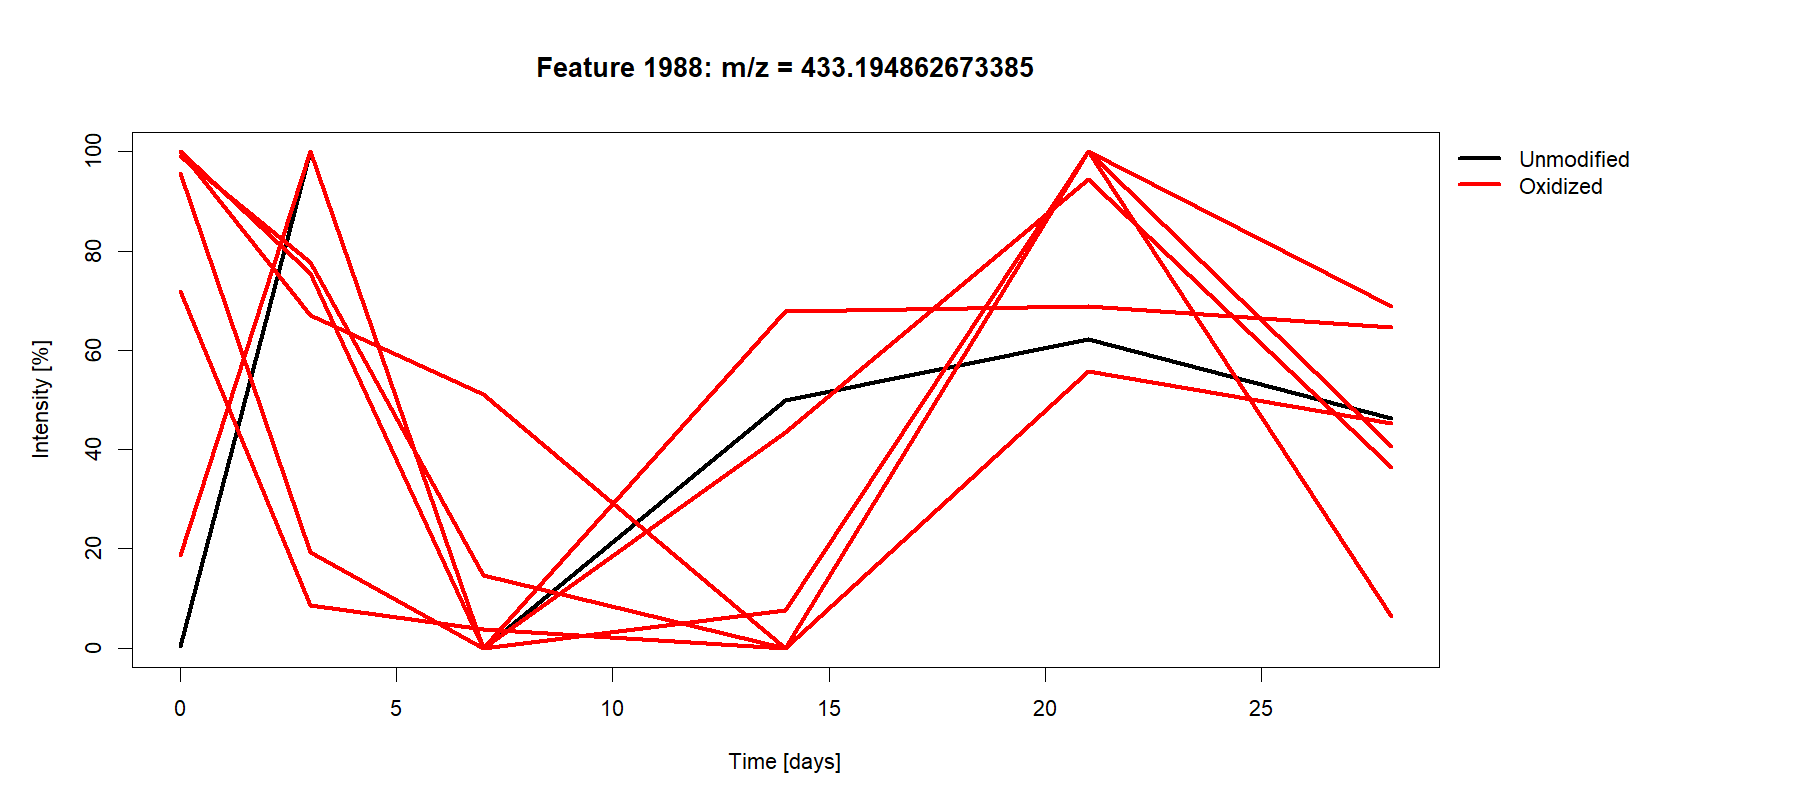 Feature 1988: m/z = 433.194862673385
Unmodified
Oxidized
Intensity [%]
100
80
60
40
20
0
0 5 10 15 20 25
Time [days]